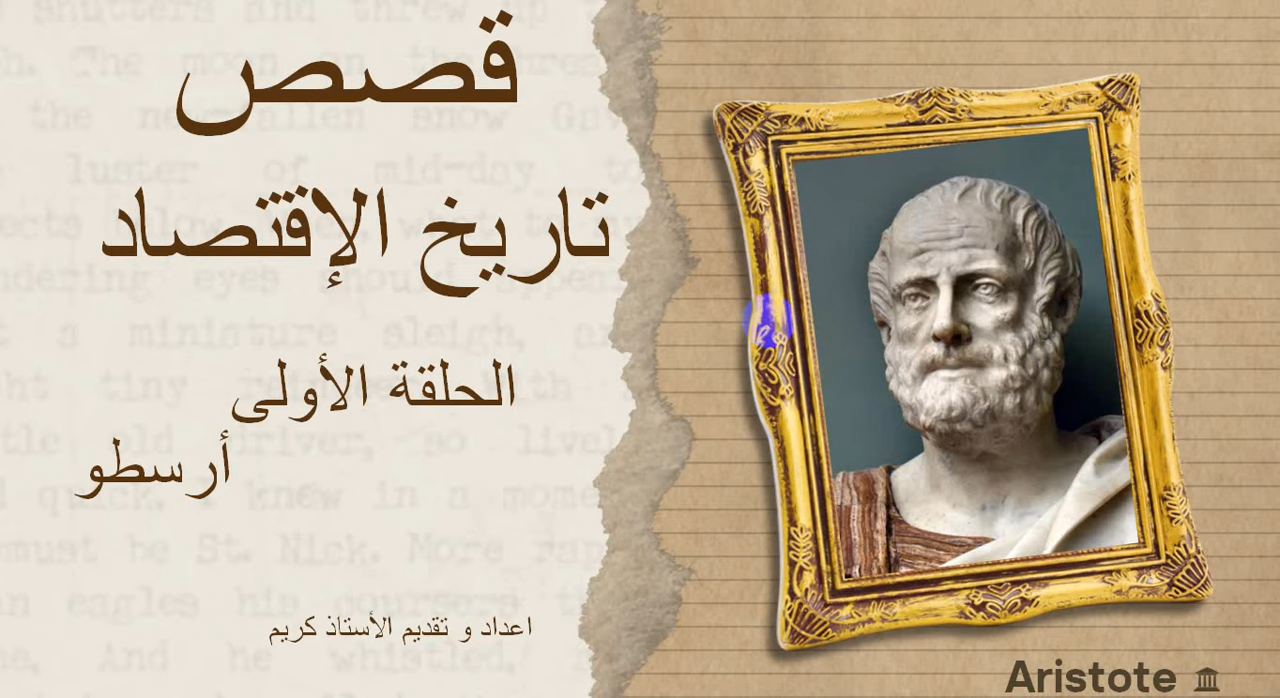 قصص
تاريخ الإقتصاد
الحلقة الأولى
أرسطو
اعداد و تقديم الأستاذ كريم
Aristote